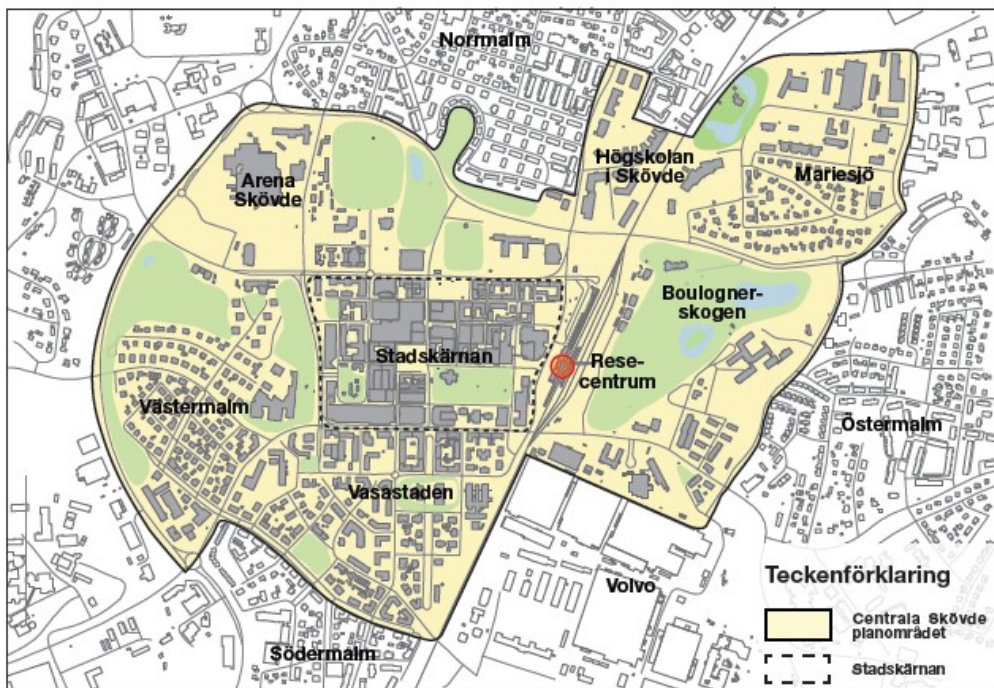 Norrmalm
Högskolan
i Skövde
Mariesjö
Arena
Skövde
Boulogner-
skogen
Stadskärnan
Rese-
centrum
Västermalm
Östermalm
Vasastaden
Volvo
Södermalm
Teckenförklaring
Centrala Skövde
planområdet
Stadskärnan